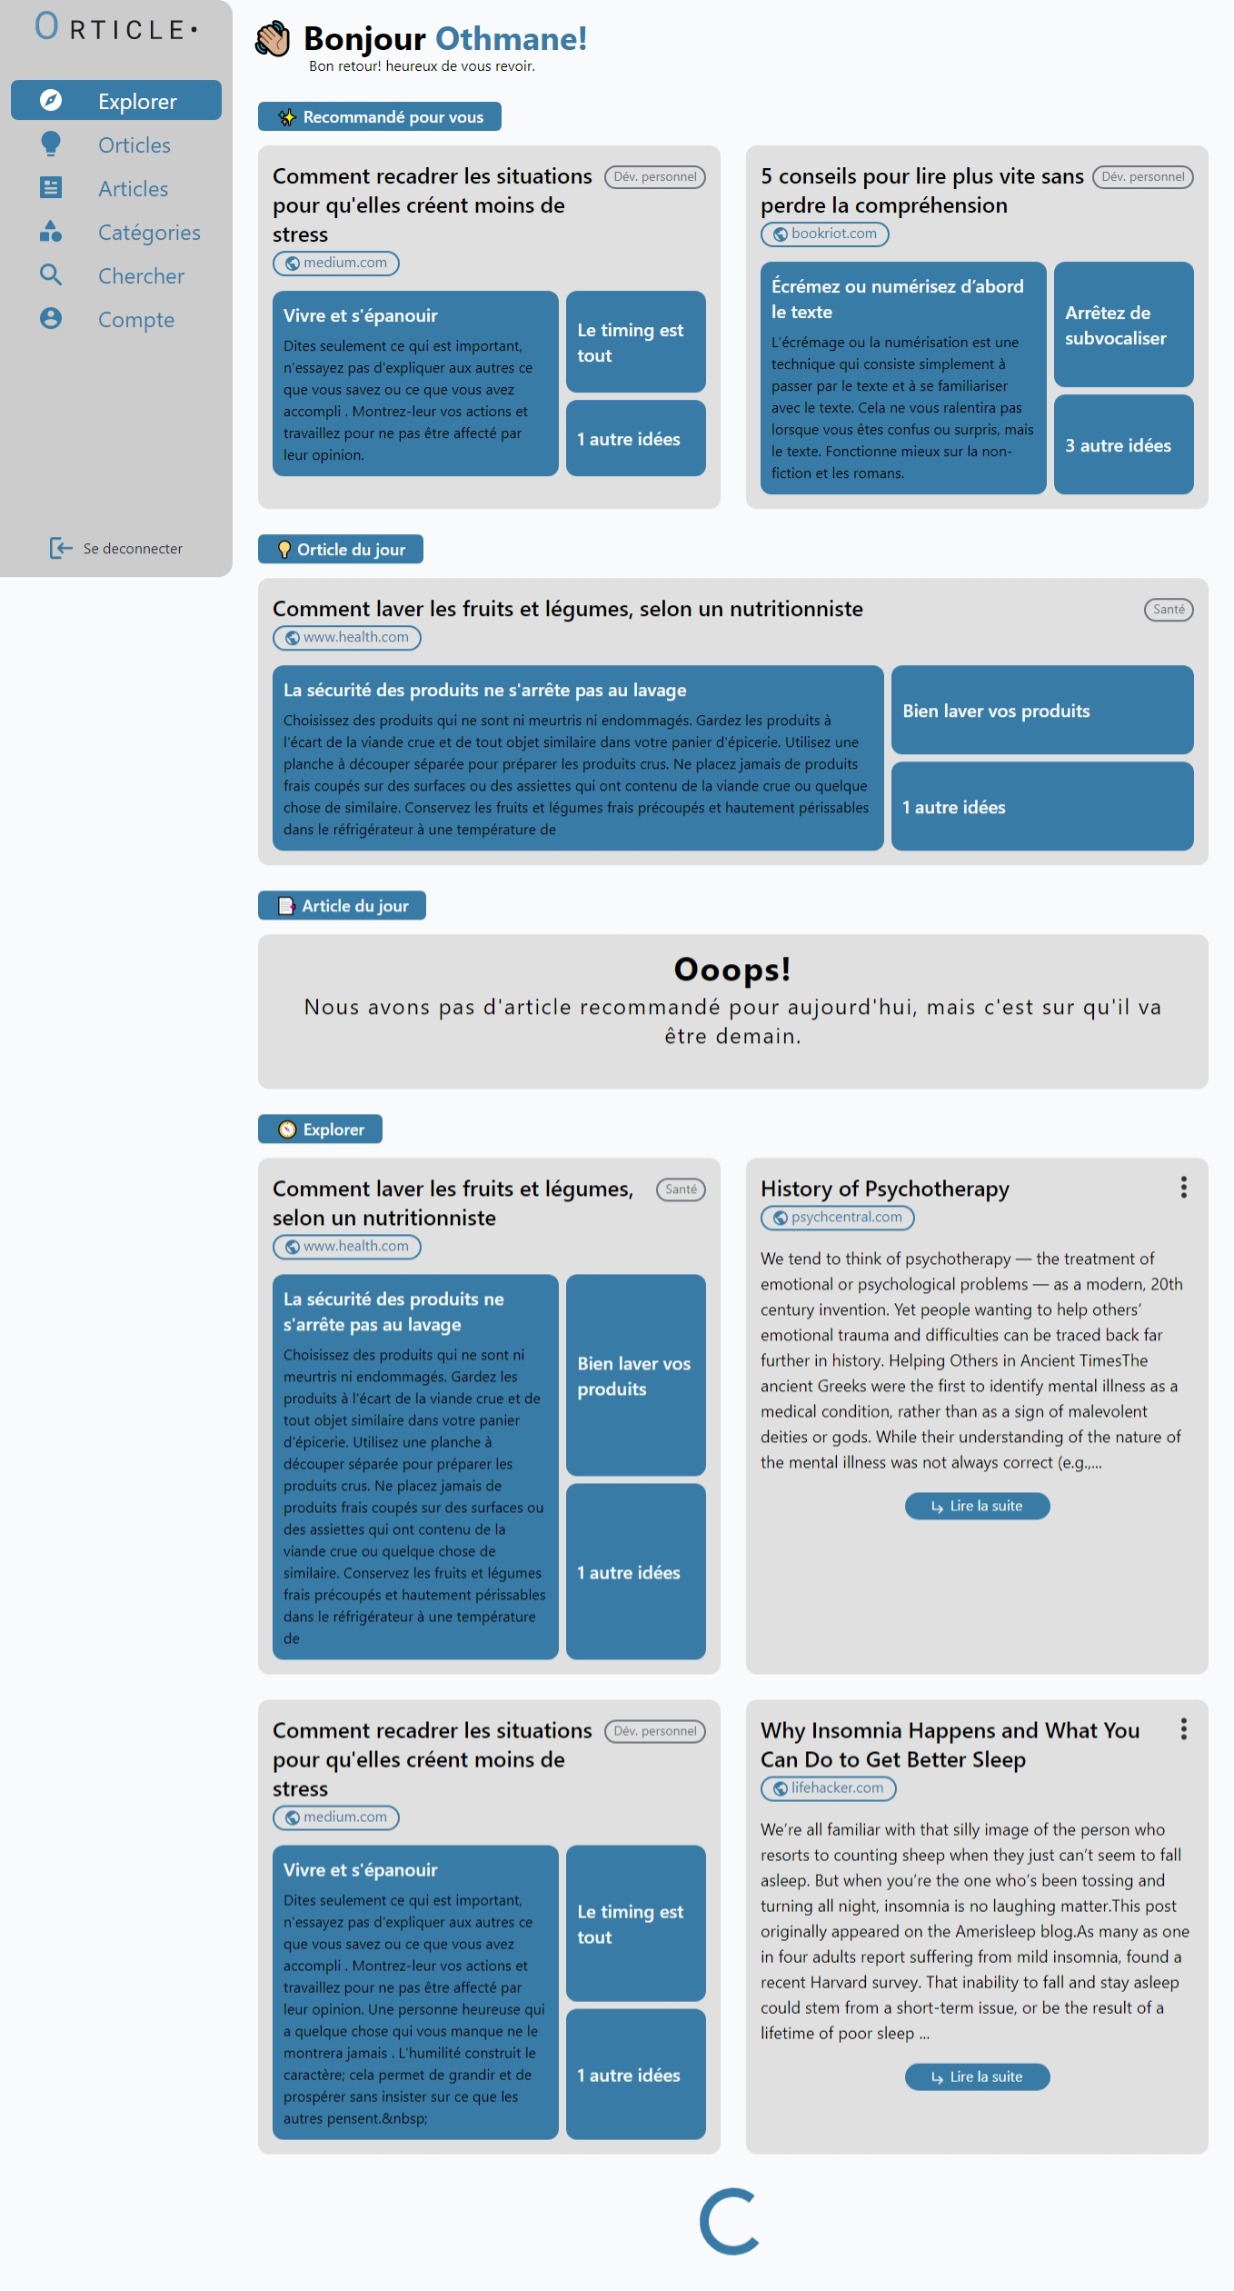 ORTICLE•
Explorer
Orticles
Articles
Catégories
Chercher
Compte
Se deconnecter
Bonjour Othmane!
Bon retour! heureux de vous revoir.
Recommandé pour vous
Comment recadrer les situations
pour qu'elles créent moins de
stress
Dév. personnel
medium.com
Vivre et s'épanouir
Dites seulement ce qui est important,
n'essayez pas d'expliquer aux autres ce
que vous savez ou ce que vous avez
accompli . Montrez-leur vos actions et
travaillez pour ne pas être affecté par
leur opinion.
Le timing est
tout
1 autre idées
5 conseils pour lire plus vite sans
perdre la compréhension
Dév. personnel
bookriot.com
Écrémez ou numérisez d’abord
le texte
L'écrémage ou la numérisation est une
technique qui consiste simplement à
passer par le texte et à se familiariser
avec le texte. Cela ne vous ralentira pas
lorsque vous êtes confus ou surpris, mais
le texte. Fonctionne mieux sur la non-
fiction et les romans.
Arrêtez de
subvocaliser
3 autre idées
Orticle du jour
Comment laver les fruits et légumes, selon un nutritionniste
Santé
www.health.com
La sécurité des produits ne s'arrête pas au lavage
Choisissez des produits qui ne sont ni meurtris ni endommagés. Gardez les produits à
l'écart de la viande crue et de tout objet similaire dans votre panier d'épicerie. Utilisez une
planche à découper séparée pour préparer les produits crus. Ne placez jamais de produits
frais coupés sur des surfaces ou des assiettes qui ont contenu de la viande crue ou quelque
chose de similaire. Conservez les fruits et légumes frais précoupés et hautement périssables
dans le réfrigérateur à une température de
Bien laver vos produits
1 autre idées
Article du jour
Ooops!
Nous avons pas d'article recommandé pour aujourd'hui, mais c'est sur qu'il va
être demain.
Explorer
Comment laver les fruits et légumes,
selon un nutritionniste
Santé
www.health.com
La sécurité des produits ne
s'arrête pas au lavage
Choisissez des produits qui ne sont ni
meurtris ni endommagés. Gardez les
produits à l'écart de la viande crue et de
tout objet similaire dans votre panier
d'épicerie. Utilisez une planche à
découper séparée pour préparer les
produits crus. Ne placez jamais de
produits frais coupés sur des surfaces ou
des assiettes qui ont contenu de la
viande crue ou quelque chose de
similaire. Conservez les fruits et légumes
frais précoupés et hautement périssables
dans le réfrigérateur à une température
de
Bien laver vos
produits
1 autre idées
History of Psychotherapy
psychcentral.com
We tend to think of psychotherapy — the treatment of
emotional or psychological problems — as a modern, 20th
century invention. Yet people wanting to help others’
emotional trauma and difficulties can be traced back far
further in history. Helping Others in Ancient TimesThe
ancient Greeks were the first to identify mental illness as a
medical condition, rather than as a sign of malevolent
deities or gods. While their understanding of the nature of
the mental illness was not always correct (e.g.,...
Lire la suite
Comment recadrer les situations
pour qu'elles créent moins de
stress
Dév. personnel
medium.com
Vivre et s'épanouir
Dites seulement ce qui est important,
n'essayez pas d'expliquer aux autres ce
que vous savez ou ce que vous avez
accompli . Montrez-leur vos actions et
travaillez pour ne pas être affecté par
leur opinion. Une personne heureuse qui
a quelque chose qui vous manque ne le
montrera jamais . L'humilité construit le
caractère; cela permet de grandir et de
prospérer sans insister sur ce que les
autres pensent.&nbsp;
Le timing est
tout
1 autre idées
Why Insomnia Happens and What You
Can Do to Get Better Sleep
lifehacker.com
We’re all familiar with that silly image of the person who
resorts to counting sheep when they just can’t seem to fall
asleep. But when you’re the one who’s been tossing and
turning all night, insomnia is no laughing matter.This post
originally appeared on the Amerisleep blog.As many as one
in four adults report suffering from mild insomnia, found a
recent Harvard survey. That inability to fall and stay asleep
could stem from a short-term issue, or be the result of a
lifetime of poor sleep ...
Lire la suite